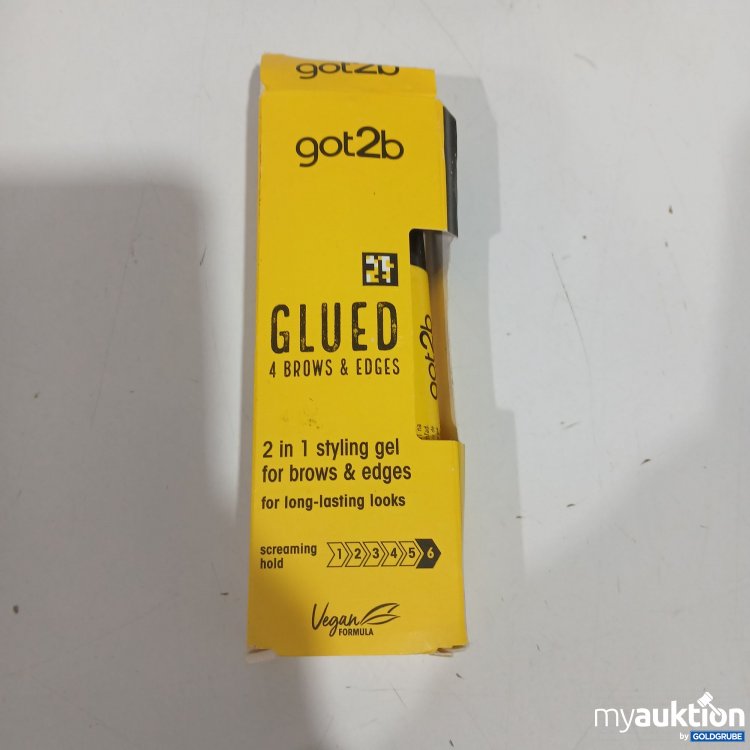 got2b
got2b
GLUED
4 BROWS & EDGES
got2b
2 in 1 styling gel
for brows & edges
for long-lasting looks
screaming
hold
1 2 3 4 5 6
Vegan
FORMULA
myauktion
by GOLDGRUBE